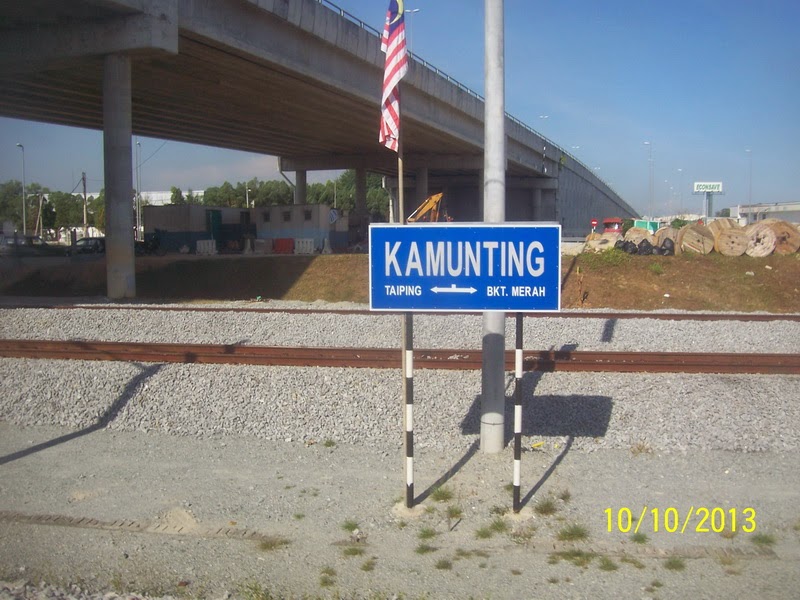 ECONSAVE
KAMUNTING
TAIPING BKT. MERAH
10/10/2013